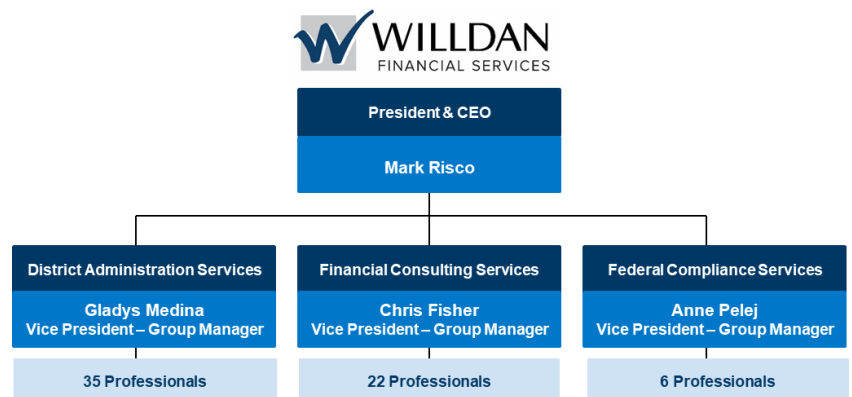 WILLDAN
FINANCIAL SERVICES
President & CEO
Mark Risco
District Administration Services
Gladys Medina
Vice President – Group Manager
35 Professionals
Financial Consulting Services
Chris Fisher
Vice President – Group Manager
22 Professionals
Federal Compliance Services
Anne Pelej
Vice President – Group Manager
6 Professionals